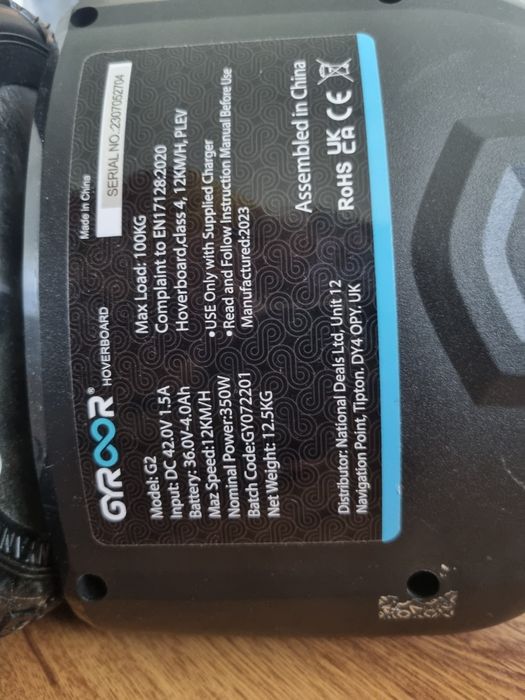 GYROOR®
HOVERBOARD
Made in China
SERIAL NO.:2307052704
Model: G2
Input: DC 42.0V 1.5A
Battery: 36.0V-4.0Ah
Maz Speed:12KM/H
Nominal Power:350W
Batch Code:GY072201
Net Weight: 12.5KG
Max Load: 100KG
Complaint to EN17128:2020
Hoverboard,class 4, 12KM/H, PLEV
•USE Only with Supplied Charger
•Read and Follow Instruction Manual Before Use
Manufactured:2023
Distributor: National Deals Ltd, Unit 12
Navigation Point, Tipton. DY4 OPY. UK
Assembled in China
RoHS UK CA CE